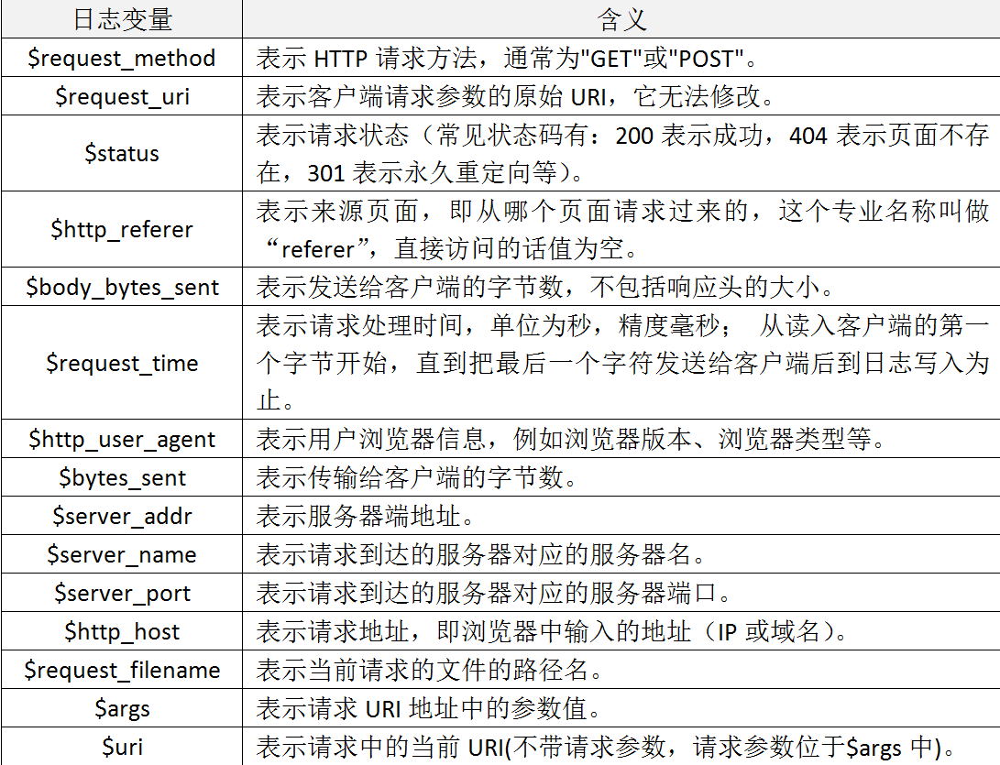 日志变量 含义
$request_method 表示 HTTP 请求方法，通常为"GET"或"POST"。
$request_uri 表示客户端请求参数的原始 URI，它无法修改。
$status 表示请求状态（常见状态码有：200 表示成功，404 表示页面不存
在，301 表示永久重定向等）。
$http_referer 表示来源页面，即从哪个页面请求过来的，这个专业名称叫做
“referer”，直接访问的话值为空。
$body_bytes_sent 表示发送给客户端的字节数，不包括响应头的大小。
$request_time 表示请求处理时间，单位为秒，精度毫秒； 从读入客户端的第一
个字节开始，直到把最后一个字符发送给客户端后到日志写入为
止。
$http_user_agent 表示用户浏览器信息，例如浏览器版本、浏览器类型等。
$bytes_sent 表示传输给客户端的字节数。
$server_addr 表示服务器端地址。
$server_name 表示请求到达的服务器对应的服务器名。
$server_port 表示请求到达的服务器对应的服务器端口。
$http_host 表示请求地址，即浏览器中输入的地址（IP 或域名）。
$request_filename 表示当前请求的文件的路径名。
$args 表示请求 URI 地址中的参数值。
$uri 表示请求中的当前 URI(不带请求参数，请求参数位于$args 中)。